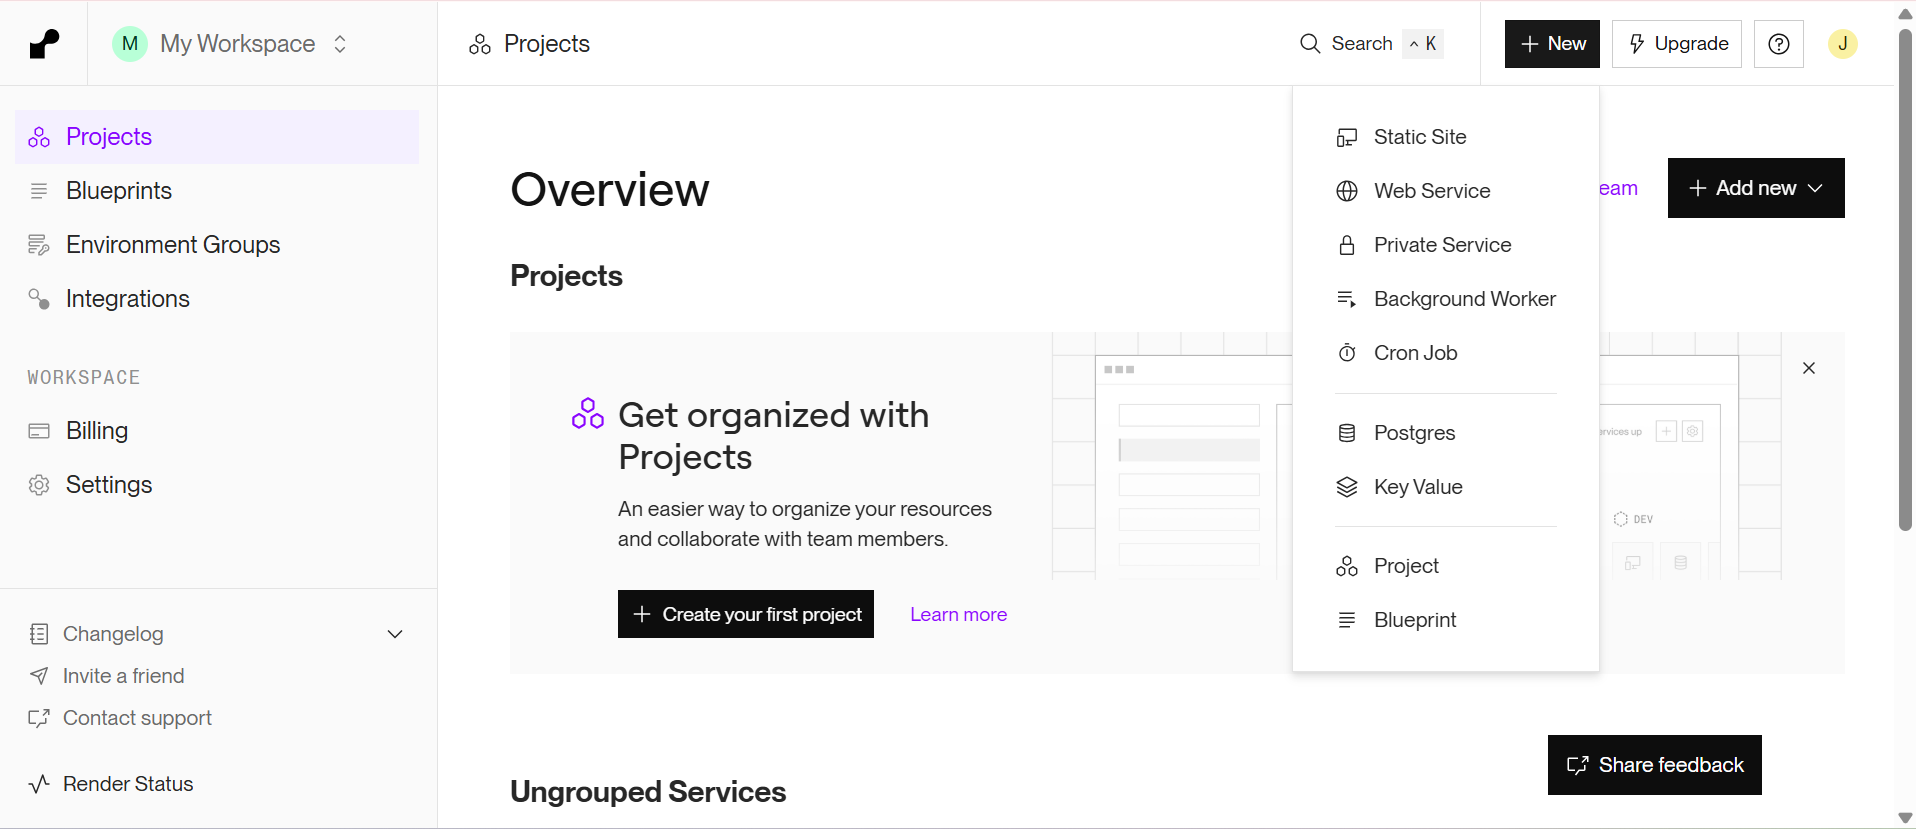 M My Workspace
Projects
Search ^ K
+ New
Upgrade
J
Projects
Blueprints
Environment Groups
Integrations
WORKSPACE
Billing
Settings
Changelog
Invite a friend
Contact support
Render Status
Overview
eam
+ Add new
Projects
Get organized with
Projects
An easier way to organize your resources
and collaborate with team members.
+ Create your first project
Learn more
ervices up
DEV
Static Site
Web Service
Private Service
Background Worker
Cron Job
Postgres
Key Value
Project
Blueprint
Share feedback
Ungrouped Services